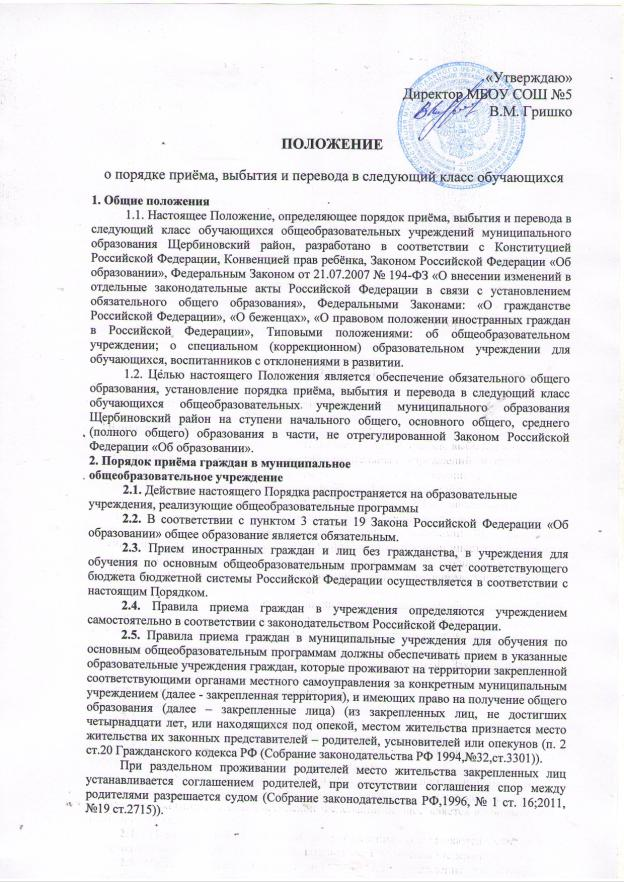 «Утверждаю»
Директор МБОУ СОШ №5
В.М. Гришко
ПОЛОЖЕНИЕ
о порядке приёма, выбытия и перевода в следующий класс обучающихся
1. Общие положения
1.1. Настоящее Положение, определяющее порядок приёма, выбытия и перевода в
следующий класс обучающихся общеобразовательных учреждений муниципального
образования Щербиновский район, разработано в соответствии с Конституцией
Российской Федерации, Конвенцией прав ребёнка, Законом Российской Федерации «Об
образовании», Федеральным Законом от 21.07.2007 № 194-ФЗ «О внесении изменений в
отдельные законодательные акты Российской Федерации в связи с установлением
обязательного общего образования», Федеральными Законами: «О гражданстве
Российской Федерации», «О беженцах», «О правовом положении иностранных граждан
в Российской Федерации», Типовыми положениями: об общеобразовательном
учреждении; о специальном (коррекционном) образовательном учреждении для
обучающихся, воспитанников с отклонениями в развитии.
1.2. Целью настоящего Положения является обеспечение обязательного общего
образования, установление порядка приёма, выбытия и перевода в следующий класс
обучающихся общеобразовательных учреждений муниципального образования
Щербиновский район на ступени начального общего, основного общего, среднего
(полного общего) образования в части, не отрегулированной Законом Российской
Федерации «Об образовании».
2. Порядок приёма граждан в муниципальное
общеобразовательное учреждение
2.1. Действие настоящего Порядка распространяется на образовательные
учреждения, реализующие общеобразовательные программы
2.2. В соответствии с пунктом 3 статьи 19 Закона Российской Федерации «Об
образовании» общее образование является обязательным.
2.3. Прием иностранных граждан и лиц без гражданства, в учреждения для
обучения по основным общеобразовательным программам за счет соответствующего
бюджета бюджетной системы Российской Федерации осуществляется в соответствии с
настоящим Порядком.
2.4. Правила приема граждан в учреждения определяются учреждением
самостоятельно в соответствии с законодательством Российской Федерации.
2.5. Правила приема граждан в муниципальные учреждения для обучения по
основным общеобразовательным программам должны обеспечивать прием в указанные
образовательные учреждения граждан, которые проживают на территории закрепленной
соответствующими органами местного самоуправления за конкретным муниципальным
учреждением (далее - закрепленная территория), и имеющих право на получение общего
образования (далее – закрепленные лица) (из закрепленных лиц, не достигших
четырнадцати лет, или находящихся под опекой, местом жительства признается место
жительства их законных представителей – родителей, усыновителей или опекунов (п. 2
ст.20 Гражданского кодекса РФ (Собрание законодательства РФ 1994,№32,ст.3301)).
При раздельном проживании родителей место жительства закрепленных лиц
устанавливается соглашением родителей, при отсутствии соглашения спор между
родителями разрешается судом (Собрание законодательства РФ,1996, № 1 ст. 16;2011,
№19 ст.2715)).